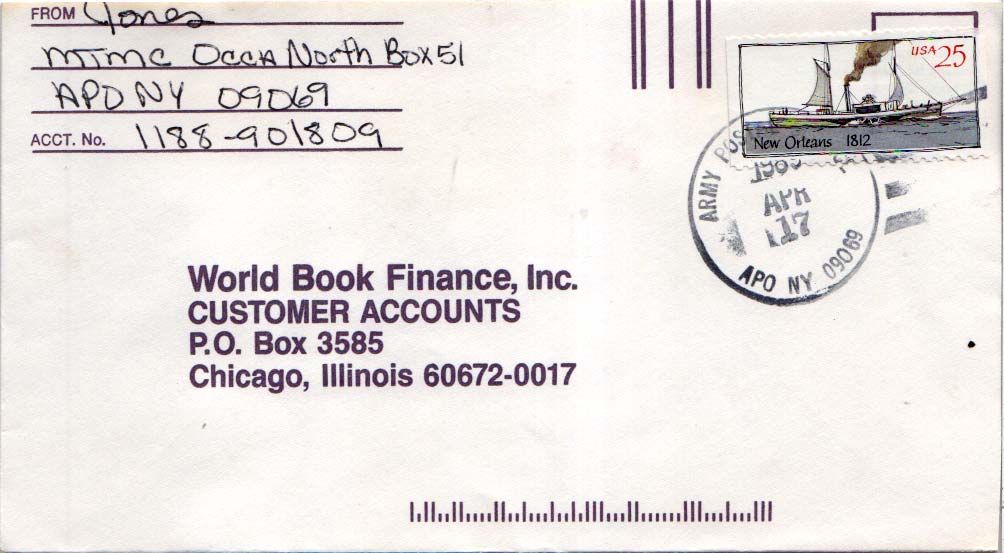 FROM Jones
MTMC OCCA North Box 51
APO NY 09069
ACCT. No. 1188-901809
USA 25
New Orleans 1812
ARMY POS
APR
17
APO NY 09069
World Book Finance, Inc.
CUSTOMER ACCOUNTS
P.O. Box 3585
Chicago, Illinois 60672-0017